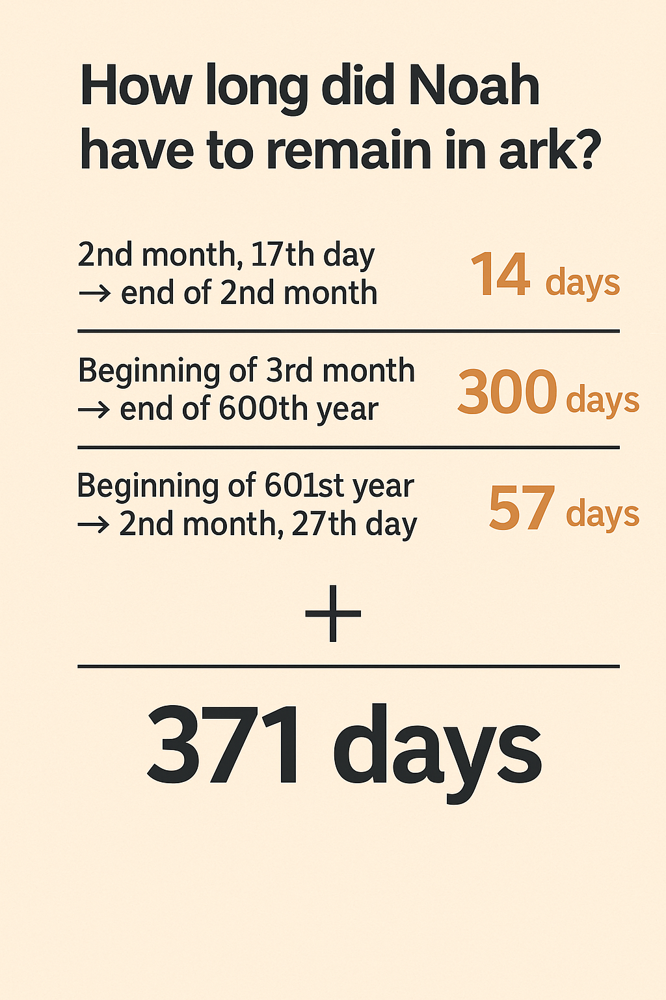 How long did Noah
have to remain in ark?
2nd month, 17th day
→ end of 2nd month
14 days
Beginning of 3rd month
→ end of 600th year
300 days
Beginning of 601st year
→ 2nd month, 27th day
57 days
+
371 days